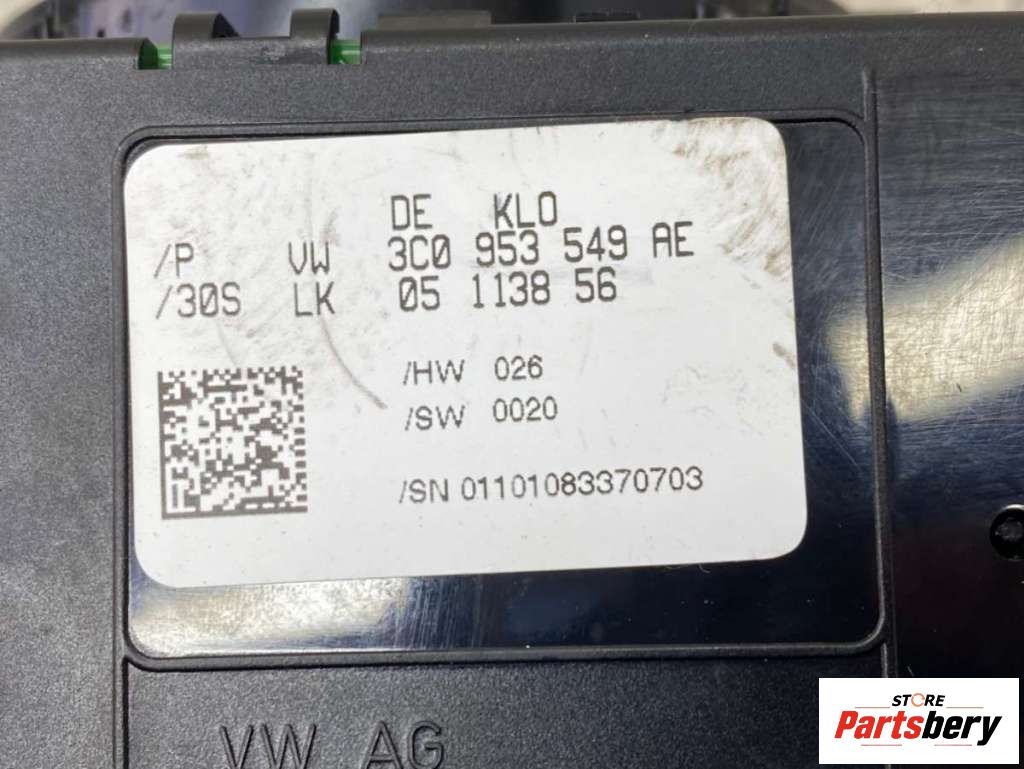 DE KLO
/P VW 3C0 953 549 AE
/30S LK 05 1138 56
/HW 026
/SW 0020
/SN 01101083370703
VW AG
STORE
Partsbery